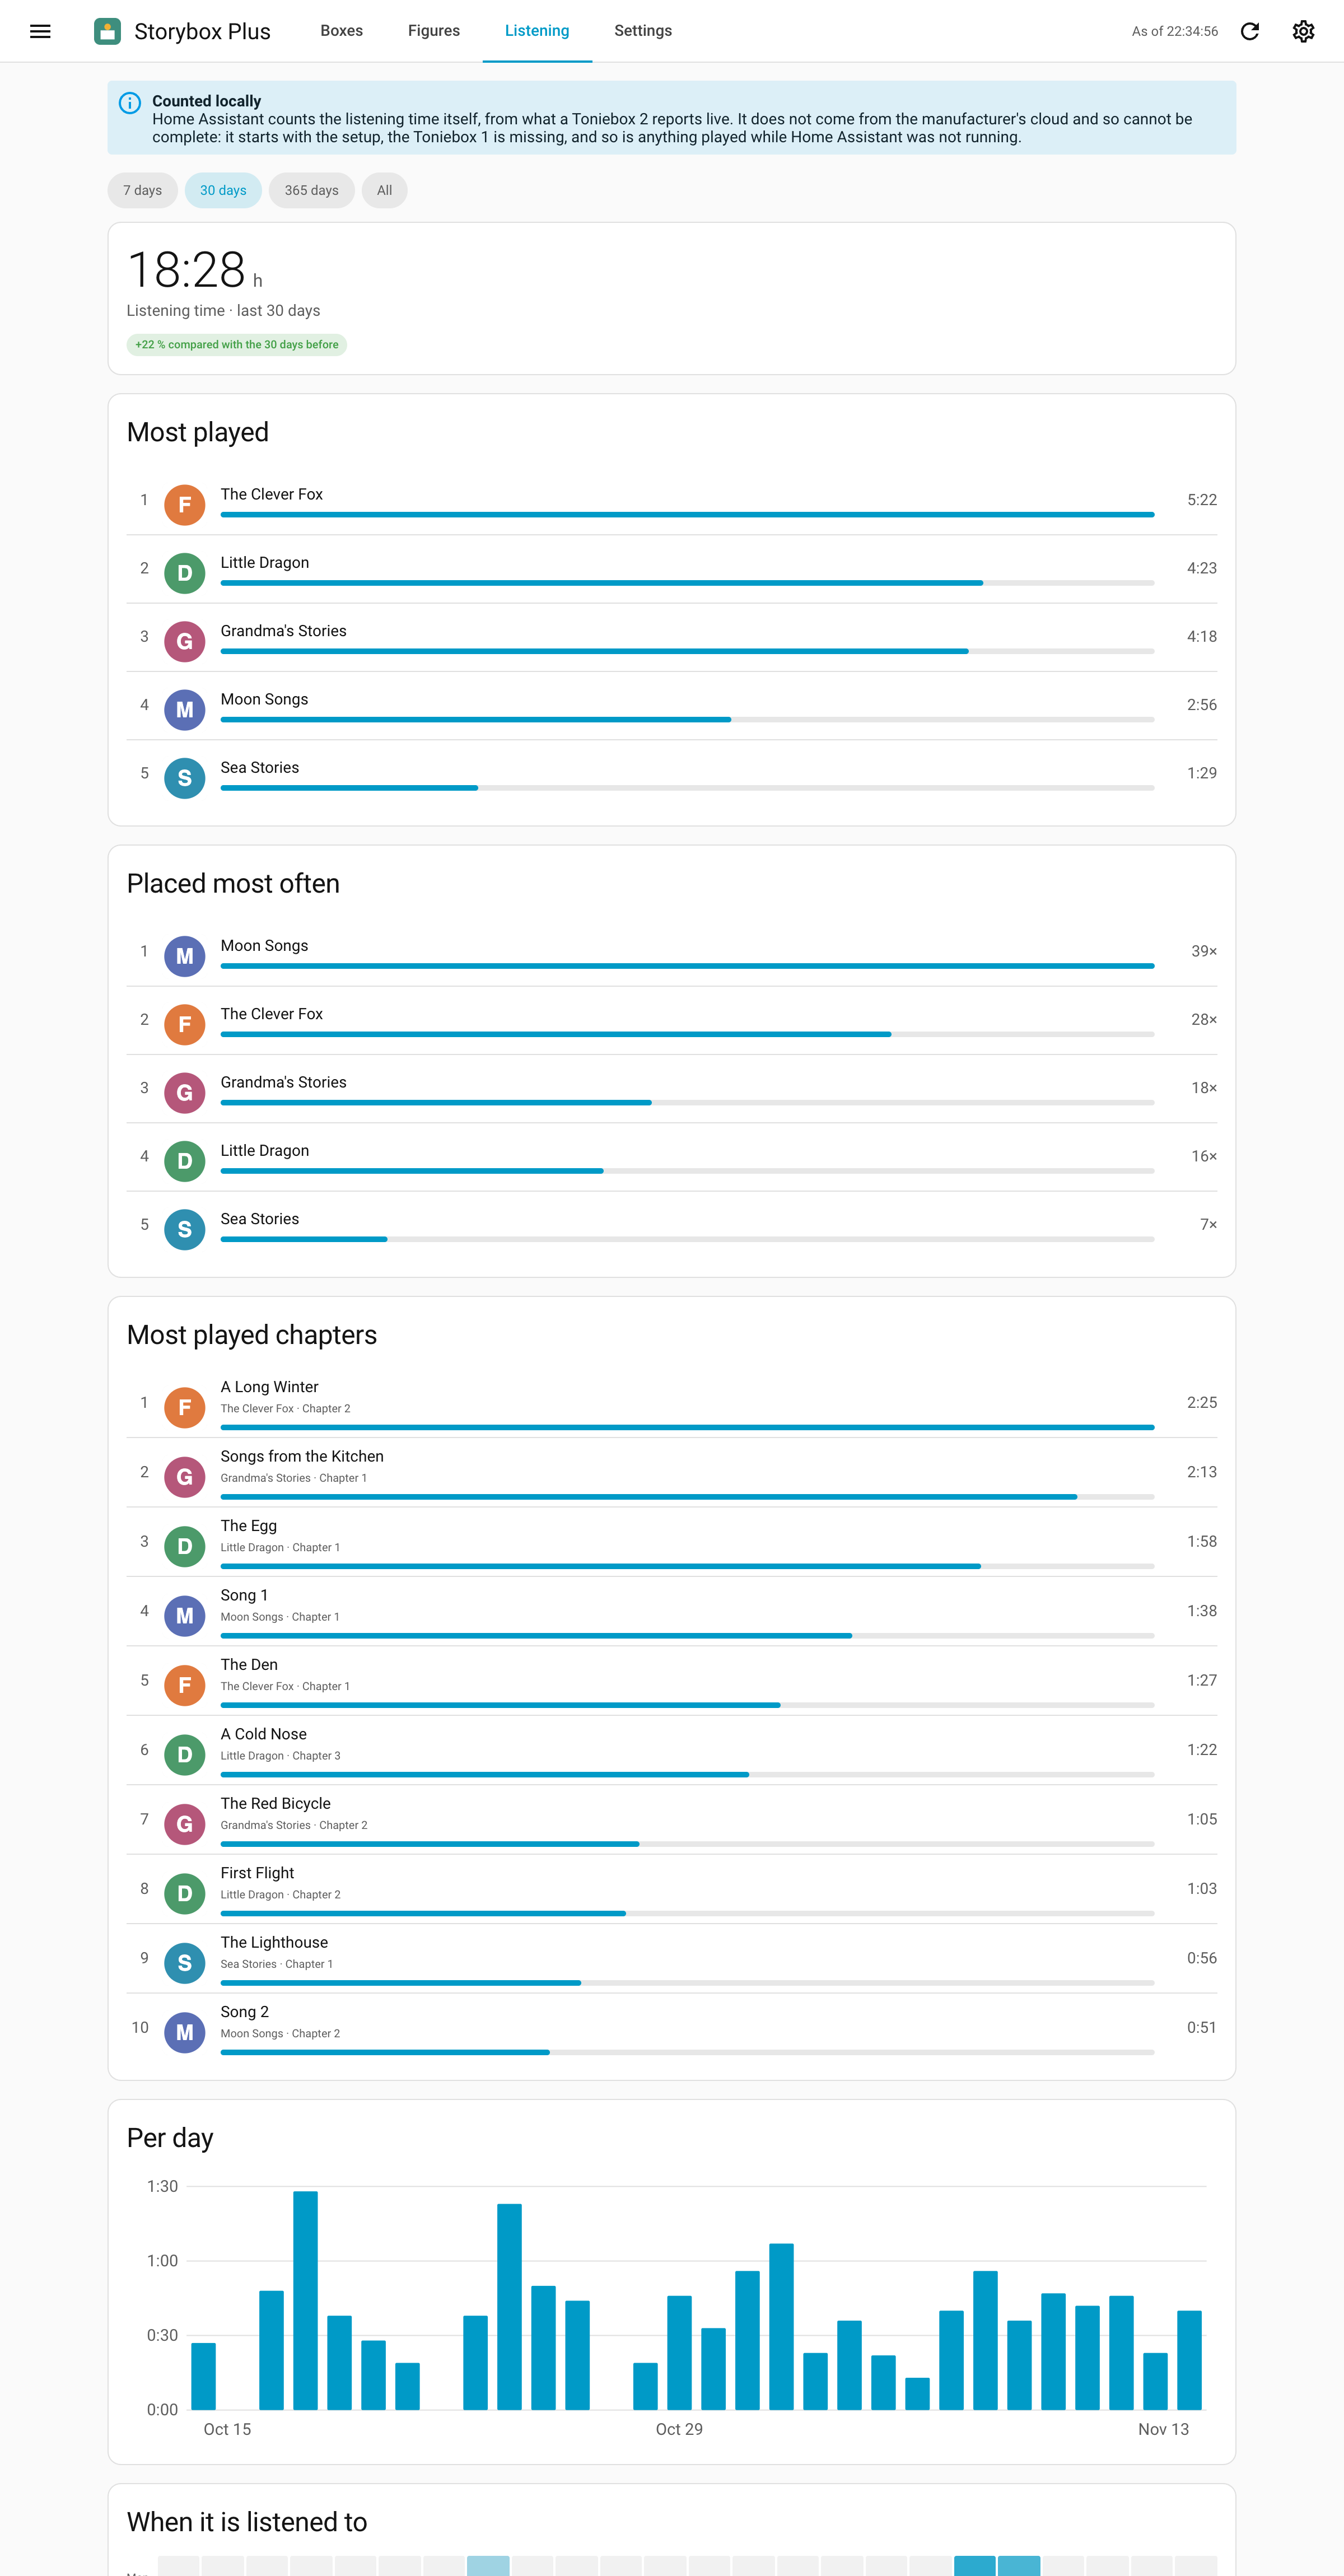 Storybox Plus
Boxes
Figures
Listening
Settings
As of 22:34:56
Counted locally
Home Assistant counts the listening time itself, from what a Toniebox 2 reports live. It does not come from the manufacturer's cloud and so cannot be
complete: it starts with the setup, the Toniebox 1 is missing, and so is anything played while Home Assistant was not running.
7 days
30 days
365 days
All
18:28 h
Listening time · last 30 days
+22 % compared with the 30 days before
Most played
1 F The Clever Fox 5:22
2 D Little Dragon 4:23
3 G Grandma's Stories 4:18
4 M Moon Songs 2:56
5 S Sea Stories 1:29
Placed most often
1 M Moon Songs 39×
2 F The Clever Fox 28×
3 G Grandma's Stories 18×
4 D Little Dragon 16×
5 S Sea Stories 7×
Most played chapters
1 F A Long Winter 2:25
The Clever Fox · Chapter 2
2 G Songs from the Kitchen 2:13
Grandma's Stories · Chapter 1
3 D The Egg 1:58
Little Dragon · Chapter 1
4 M Song 1 1:38
Moon Songs · Chapter 1
5 F The Den 1:27
The Clever Fox · Chapter 1
6 D A Cold Nose 1:22
Little Dragon · Chapter 3
7 G The Red Bicycle 1:05
Grandma's Stories · Chapter 2
8 D First Flight 1:03
Little Dragon · Chapter 2
9 S The Lighthouse 0:56
Sea Stories · Chapter 1
10 M Song 2 0:51
Moon Songs · Chapter 2
Per day
1:30
1:00
0:30
0:00
Oct 15
Oct 29
Nov 13
When it is listened to